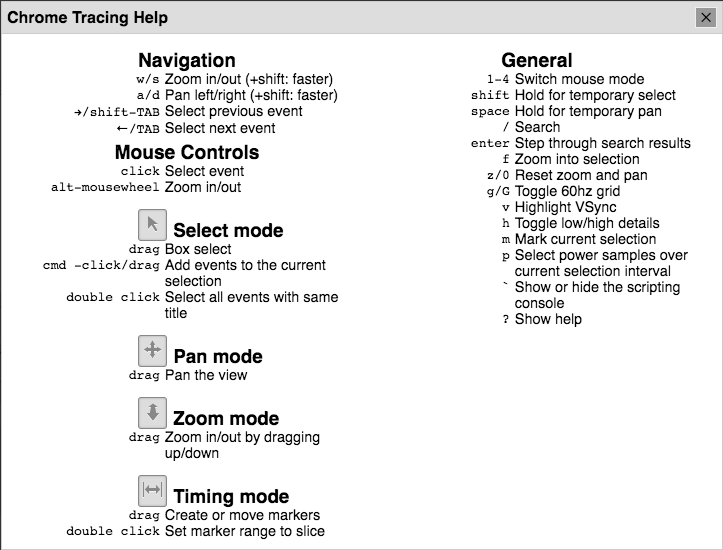 Chrome Tracing Help
Navigation
w/s Zoom in/out (+shift: faster)
a/d Pan left/right (+shift: faster)
→/shift-TAB Select previous event
←/TAB Select next event
Mouse Controls
click Select event
alt-mousewheel Zoom in/out
Select mode
drag Box select
cmd -click/drag Add events to the current
selection
double click Select all events with same
title
Pan mode
drag Pan the view
Zoom mode
drag Zoom in/out by dragging
up/down
Timing mode
drag Create or move markers
double click Set marker range to slice
General
1-4 Switch mouse mode
shift Hold for temporary select
space Hold for temporary pan
/ Search
enter Step through search results
f Zoom into selection
z/0 Reset zoom and pan
g/G Toggle 60hz grid
v Highlight VSync
h Toggle low/high details
m Mark current selection
p Select power samples over
current selection interval
` Show or hide the scripting
console
? Show help